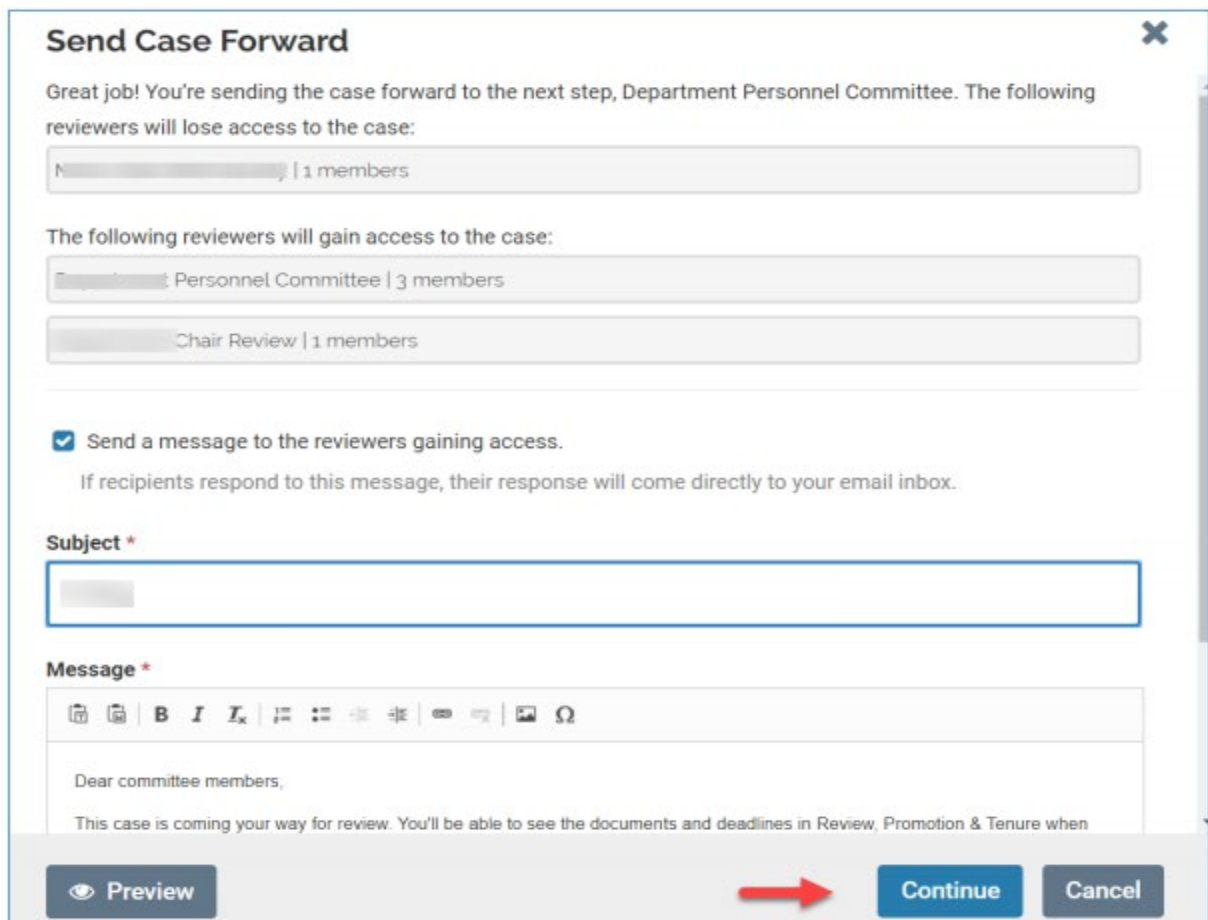 Send Case Forward
Great job! You're sending the case forward to the next step, Department Personnel Committee. The following
reviewers will lose access to the case:
| 1 members
The following reviewers will gain access to the case:
Personnel Committee | 3 members
Chair Review | 1 members
Send a message to the reviewers gaining access.
If recipients respond to this message, their response will come directly to your email inbox.
Subject *
Message *
B I Ix Ω
Dear committee members,
This case is coming your way for review. You'll be able to see the documents and deadlines in Review, Promotion & Tenure when
Preview Continue Cancel